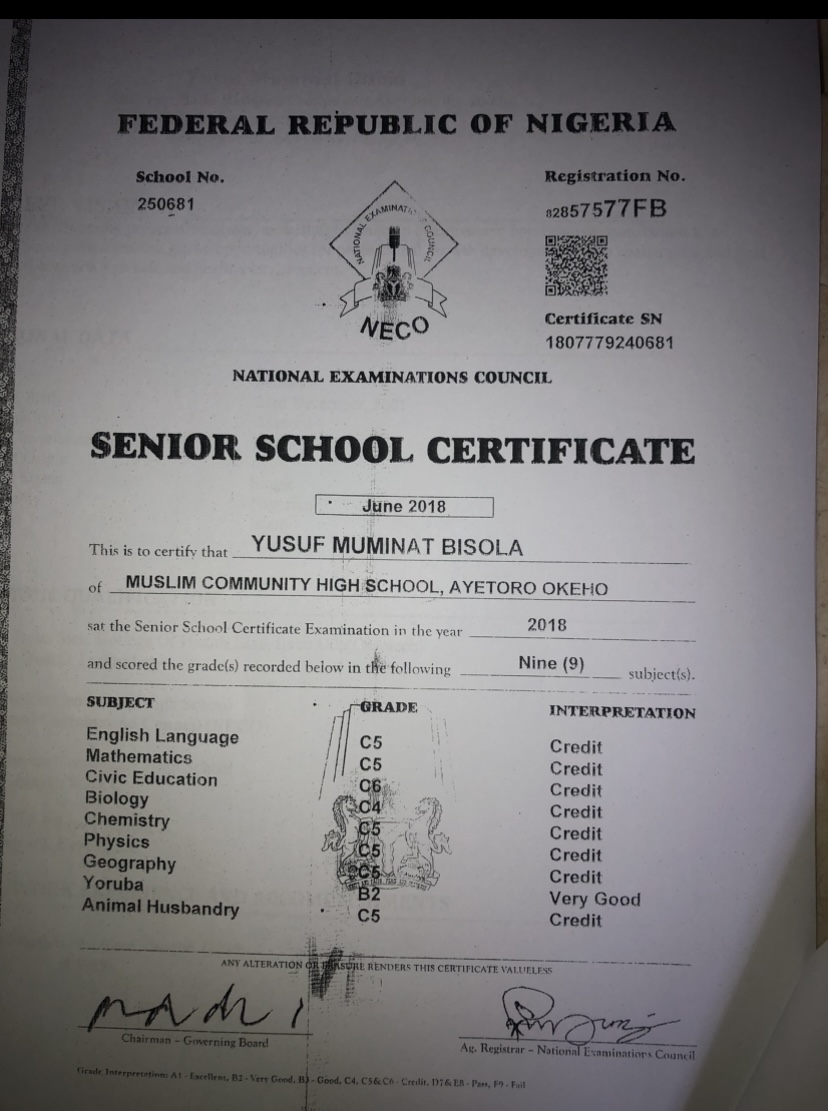 FEDERAL REPUBLIC OF NIGERIA
School No.
250681
Registration No.
82857577FB
NATIONAL EXAMINATIONS COUNCIL
NECO
Certificate SN
1807779240681
NATIONAL EXAMINATIONS COUNCIL
SENIOR SCHOOL CERTIFICATE
June 2018
This is to certify that YUSUF MUMINAT BISOLA
of MUSLIM COMMUNITY HIGH SCHOOL, AYETORO OKEHO
sat the Senior School Certificate Examination in the year 2018
and scored the grade(s) recorded below in the following Nine (9) subject(s).
SUBJECT GRADE INTERPRETATION
English Language C5 Credit
Mathematics C5 Credit
Civic Education C6 Credit
Biology C4 Credit
Chemistry C5 Credit
Physics C5 Credit
Geography Credit
Yoruba B2 Very Good
Animal Husbandry C5 Credit
ANY ALTERATION OR ERASURE RENDERS THIS CERTIFICATE VALUELESS
Chairman - Governing Board
Ag. Registrar - National Examinations Council
Grade Interpretation: A1 - Excellent, B2 - Very Good, B3 - Good, C4, C5 & C6 - Credit, D7 & E8 - Pass, F9 - Fail